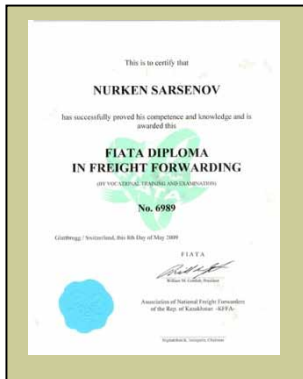 This is to certify that
NURKEN SARSENOV
has successfully proved his competence and knowledge and is
awarded this
FIATA DIPLOMA
IN FREIGHT FORWARDING
(BY VOCATIONAL TRAINING AND EXAMINATION)
No. 6989
Glattbrugg / Switzerland, this 8th Day of May 2009
FIATA
President
Association of National Freight Forwarders
of the Rep. of Kazakhstan -KFFA-
Chairman